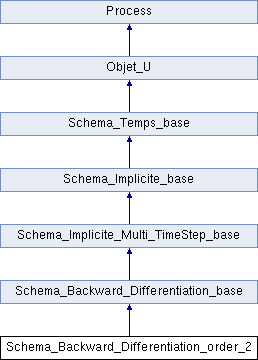 Process
Objet_U
Schema_Temps_base
Schema_Implicite_base
Schema_Implicite_Multi_TimeStep_base
Schema_Backward_Differentiation_base
Schema_Backward_Differentiation_order_2